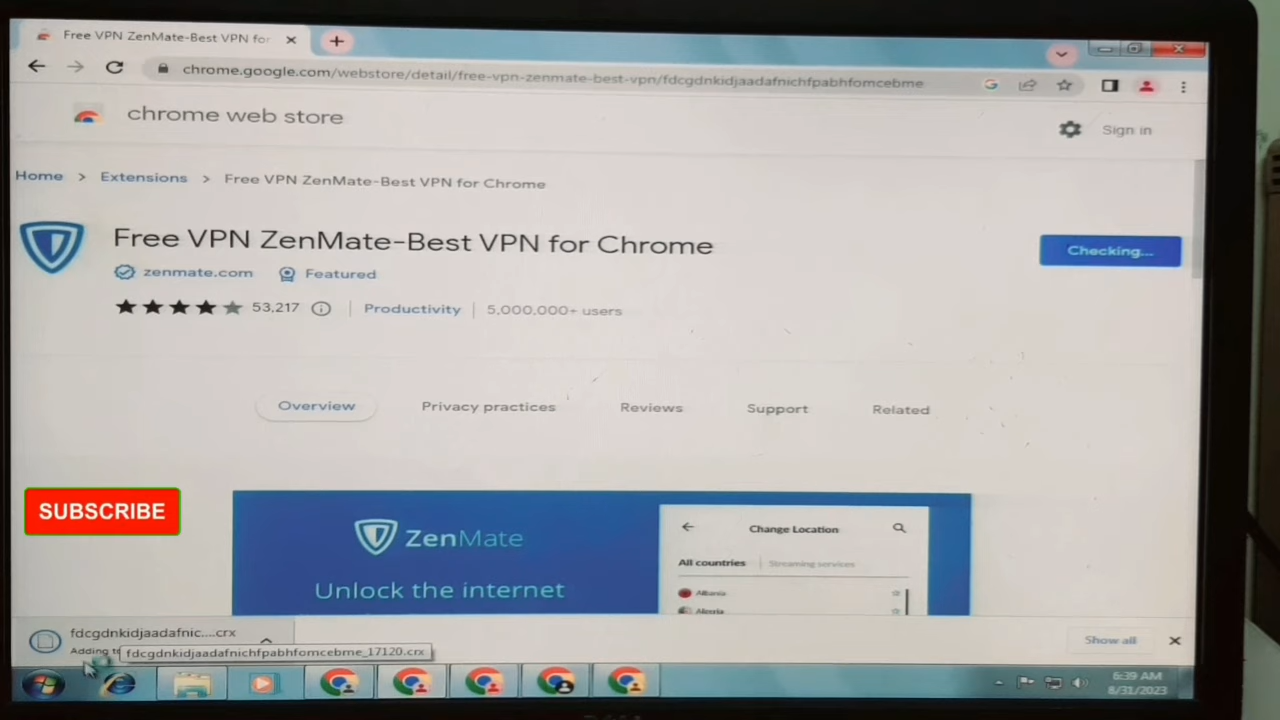 Free VPN ZenMate-Best VPN for
chrome.google.com/webstore/detail/free-vpn-zenmate-best-vpn/fdcgdnkidjaadafnichfpabhfomcebme
chrome web store
Sign in
Home > Extensions > Free VPN ZenMate-Best VPN for Chrome
Free VPN ZenMate-Best VPN for Chrome
Checking...
zenmate.com Featured
53,217 Productivity 5,000,000+ users
Overview Privacy practices Reviews Support Related
SUBSCRIBE
ZenMate
Unlock the internet
Change Location
All countries Streaming services
Albania
Algeria
fdcgdnkidjaadafnic....crx
Adding t
fdcgdnkidjaadafnichfpabhfomcebme_17120.crx
Show all
6:39 AM
8/31/2023